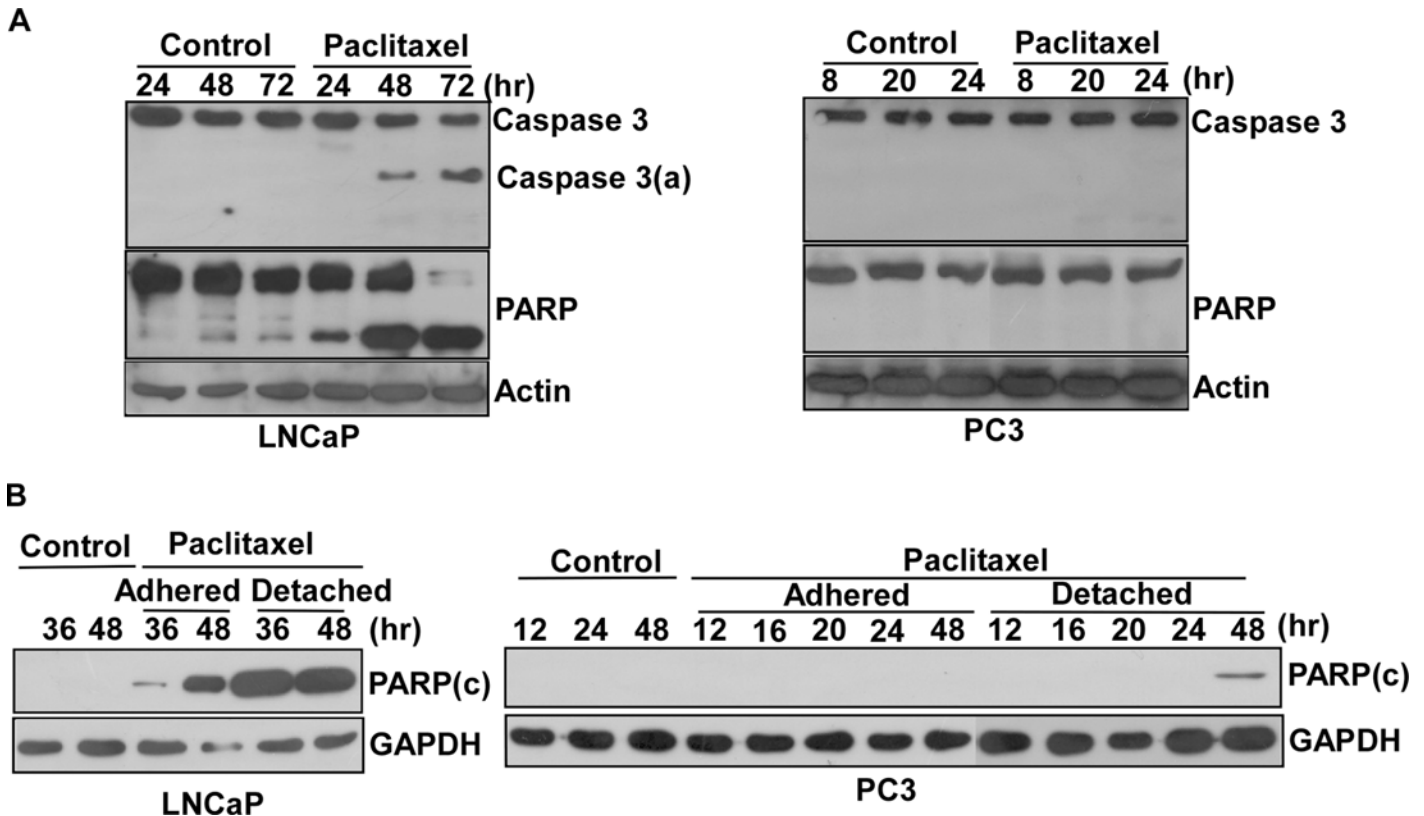 A
Control Paclitaxel
24 48 72 24 48 72 (hr)
Caspase 3
Caspase 3(a)
PARP
Actin
LNCaP
Control Paclitaxel
8 20 24 8 20 24 (hr)
Caspase 3
PARP
Actin
PC3
B
Control Paclitaxel
Adhered Detached
36 48 36 48 36 48 (hr)
PARP(c)
GAPDH
LNCaP
Control Paclitaxel
Adhered Detached
12 24 48 12 16 20 24 48 12 16 20 24 48 (hr)
PARP(c)
GAPDH
PC3